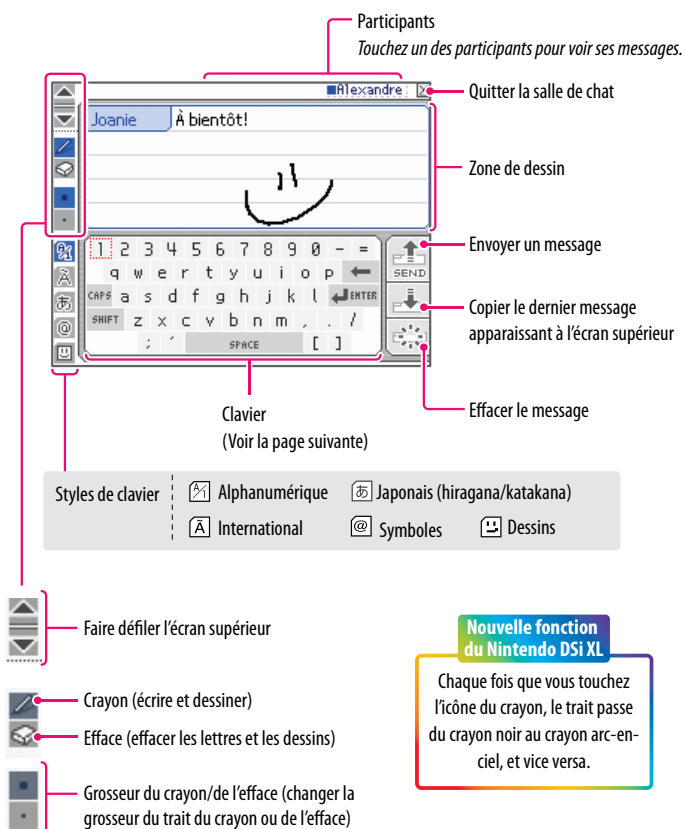 Participants
Touchez un des participants pour voir ses messages.
Alexandre
Quitter la salle de chat
Joanie À bientôt!
Zone de dessin
1 2 3 4 5 6 7 8 9 0 - =
Envoyer un message
q w e r t y u i o p
SEND
CAPS a s d f g h j k l ENTER
Copier le dernier message
apparaissant à l'écran supérieur
SHIFT z x c v b n m , . /
; ´ SPACE [ ]
Effacer le message
Clavier
(Voir la page suivante)
Styles de clavier
A/1 Alphanumérique
あ Japonais (hiragana/katakana)
Ā International
@ Symboles
Dessins
Faire défiler l'écran supérieur
Nouvelle fonction
du Nintendo DSi XL
Chaque fois que vous touchez
l'icône du crayon, le trait passe
du crayon noir au crayon arc-en-
ciel, et vice versa.
Crayon (écrire et dessiner)
Efface (effacer les lettres et les dessins)
Grosseur du crayon/de l'efface (changer la
grosseur du trait du crayon ou de l'efface)